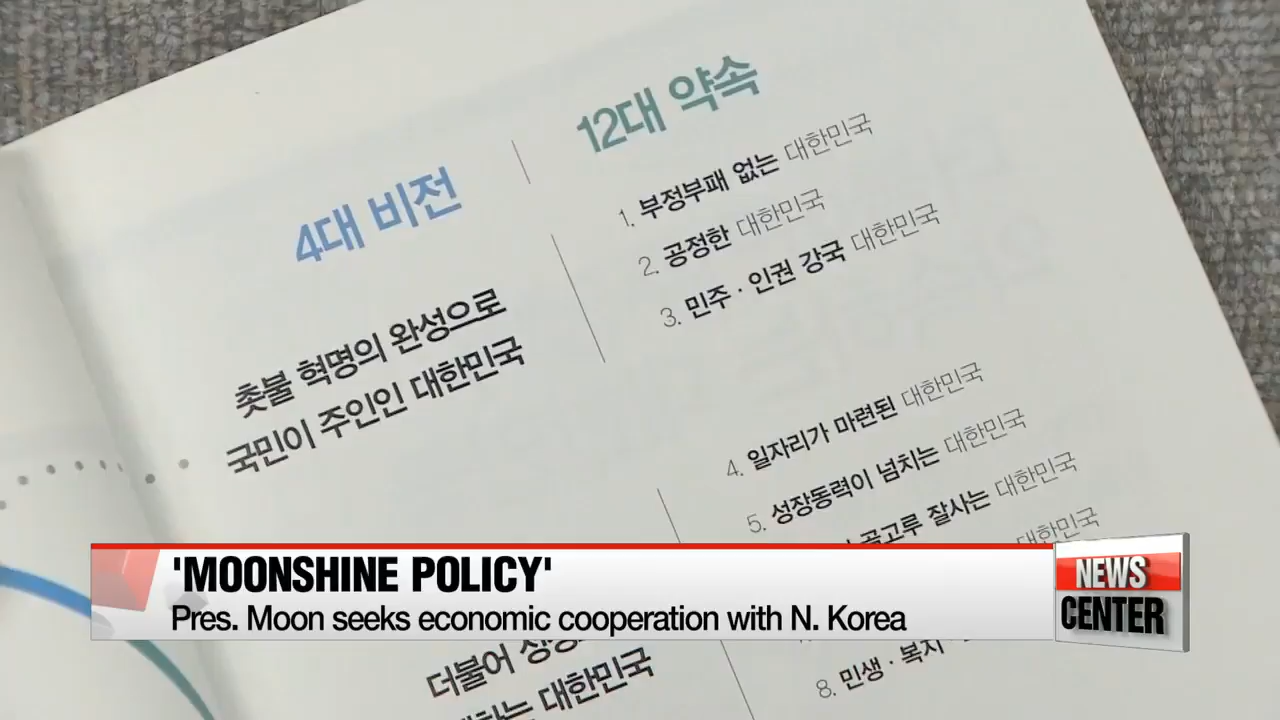 4대 비전
촛불 혁명의 완성으로
국민이 주인인 대한민국
더불어
대한민국
12대 약속
1. 부정부패 없는 대한민국
2. 공정한 대한민국
3. 민주·인권 강국 대한민국
4. 일자리가 마련된 대한민국
5. 성장동력이 넘치는 대한민국
골고루 잘사는 대한민국
대한민국
8. 민생·복지
'MOONSHINE POLICY'
Pres. Moon seeks economic cooperation with N. Korea
NEWS
CENTER